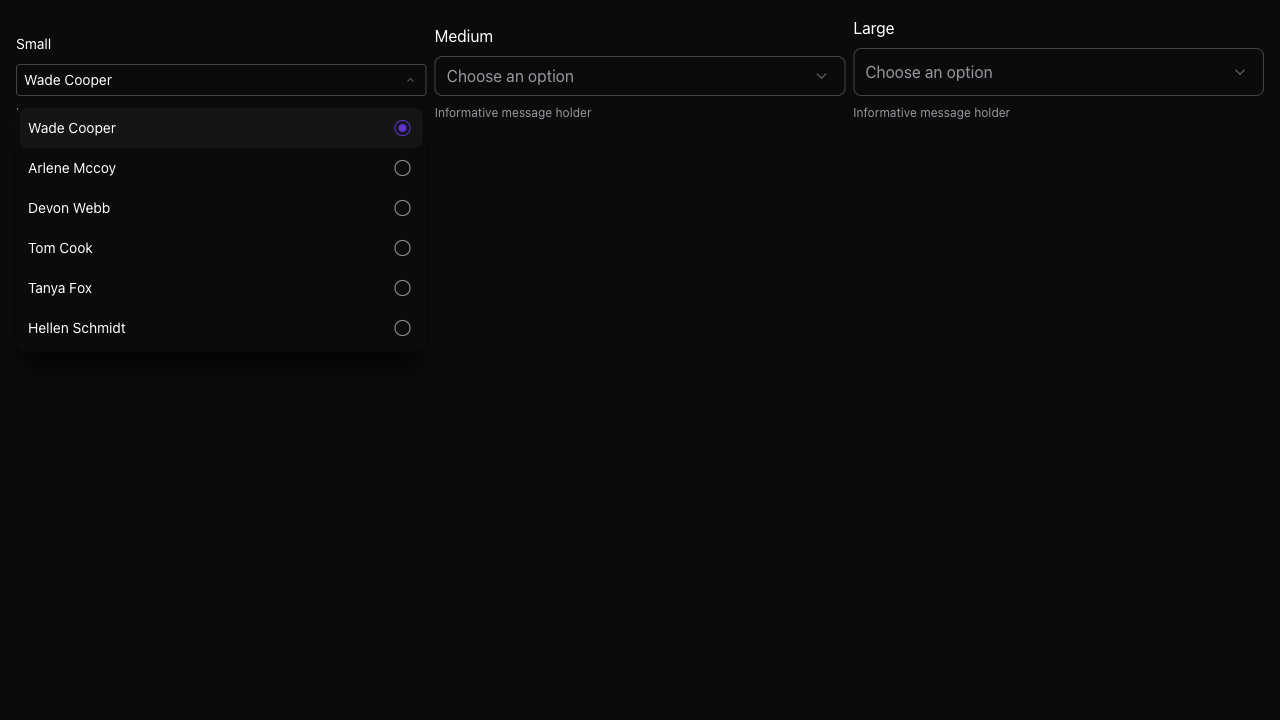 Small
Wade Cooper
Wade Cooper
Arlene Mccoy
Devon Webb
Tom Cook
Tanya Fox
Hellen Schmidt
Medium
Choose an option
Informative message holder
Large
Choose an option
Informative message holder